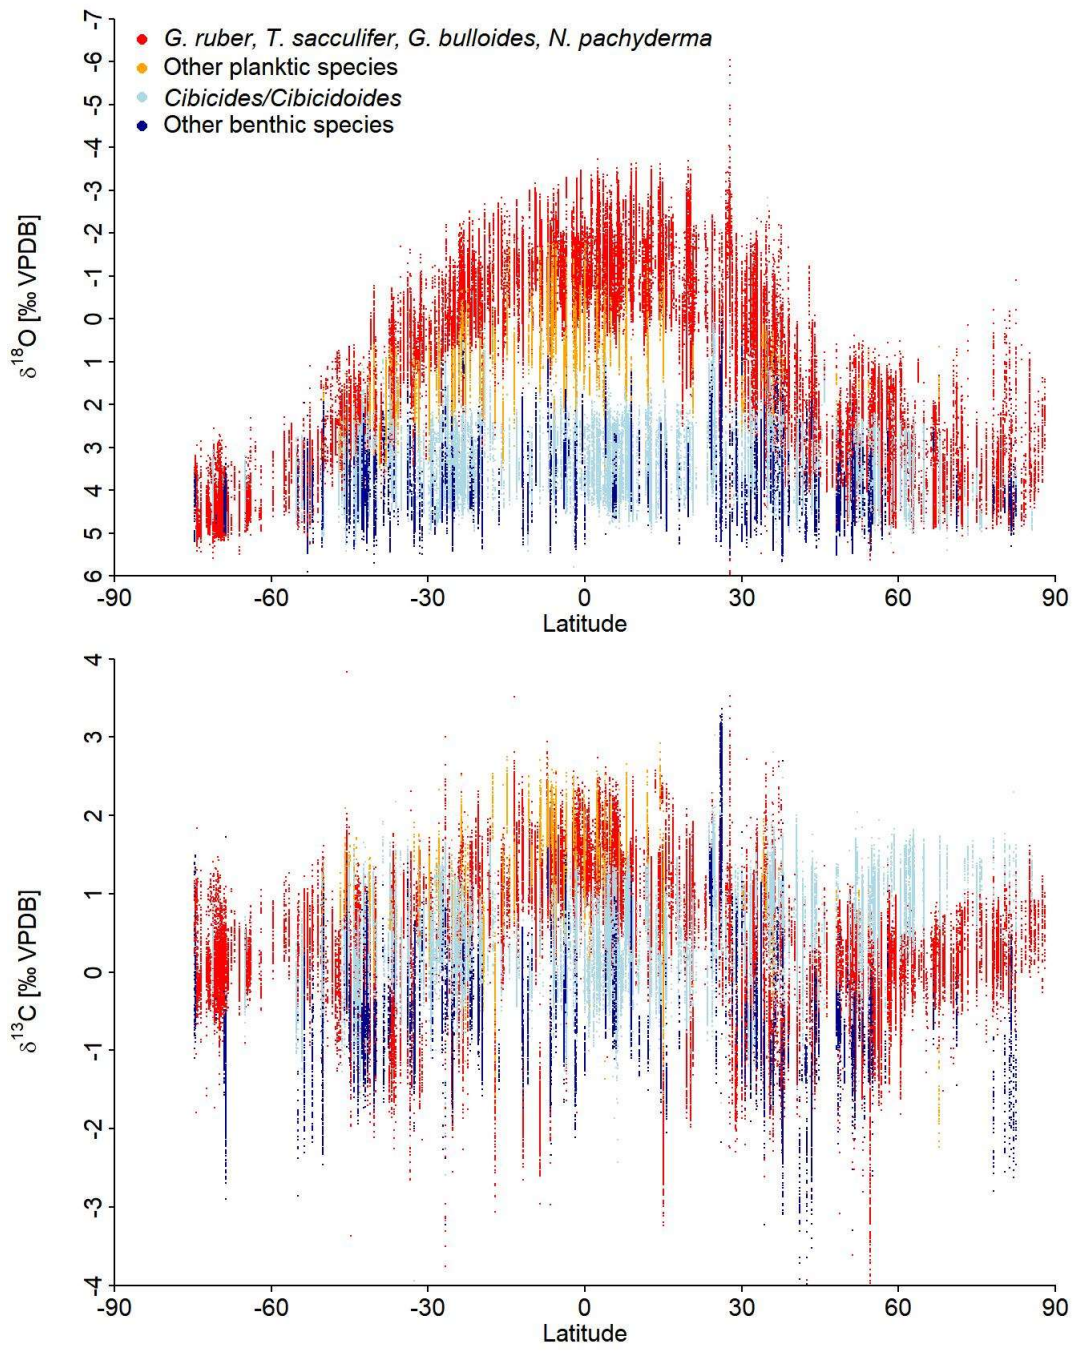 -7
-6
-5
-4
-3
-2
-1
0
1
2
3
4
5
6
δ18O [‰ VPDB]
G. ruber, T. sacculifer, G. bulloides, N. pachyderma
Other planktic species
Cibicides/Cibicidoides
Other benthic species
-90 -60 -30 0 30 60 90
Latitude
4
3
2
1
0
-1
-2
-3
-4
δ13C [‰ VPDB]
-90 -60 -30 0 30 60 90
Latitude